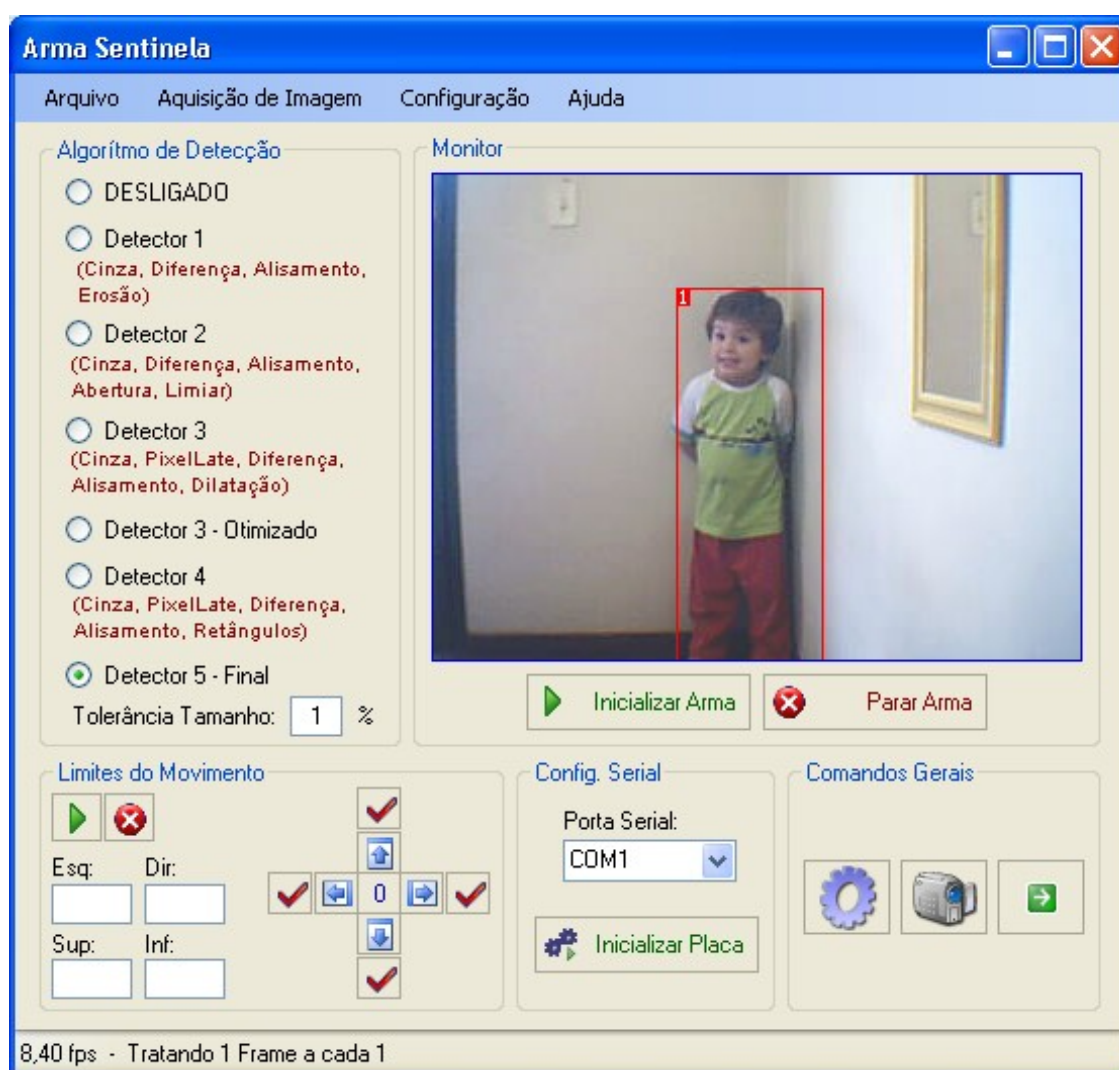 Arma Sentinela
Arquivo Aquisição de Imagem Configuração Ajuda
Algorítmo de Detecção
DESLIGADO
Detector 1
(Cinza, Diferença, Alisamento,
Erosão)
Detector 2
(Cinza, Diferença, Alisamento,
Abertura, Limiar)
Detector 3
(Cinza, PixelLate, Diferença,
Alisamento, Dilatação)
Detector 3 - Otimizado
Detector 4
(Cinza, PixelLate, Diferença,
Alisamento, Retângulos)
Detector 5 - Final
Tolerância Tamanho: 1 %
Monitor
1
Inicializar Arma Parar Arma
Limites do Movimento
Esq: Dir:
0
Sup: Inf:
Config. Serial
Porta Serial:
COM1
Inicializar Placa
Comandos Gerais
8,40 fps - Tratando 1 Frame a cada 1